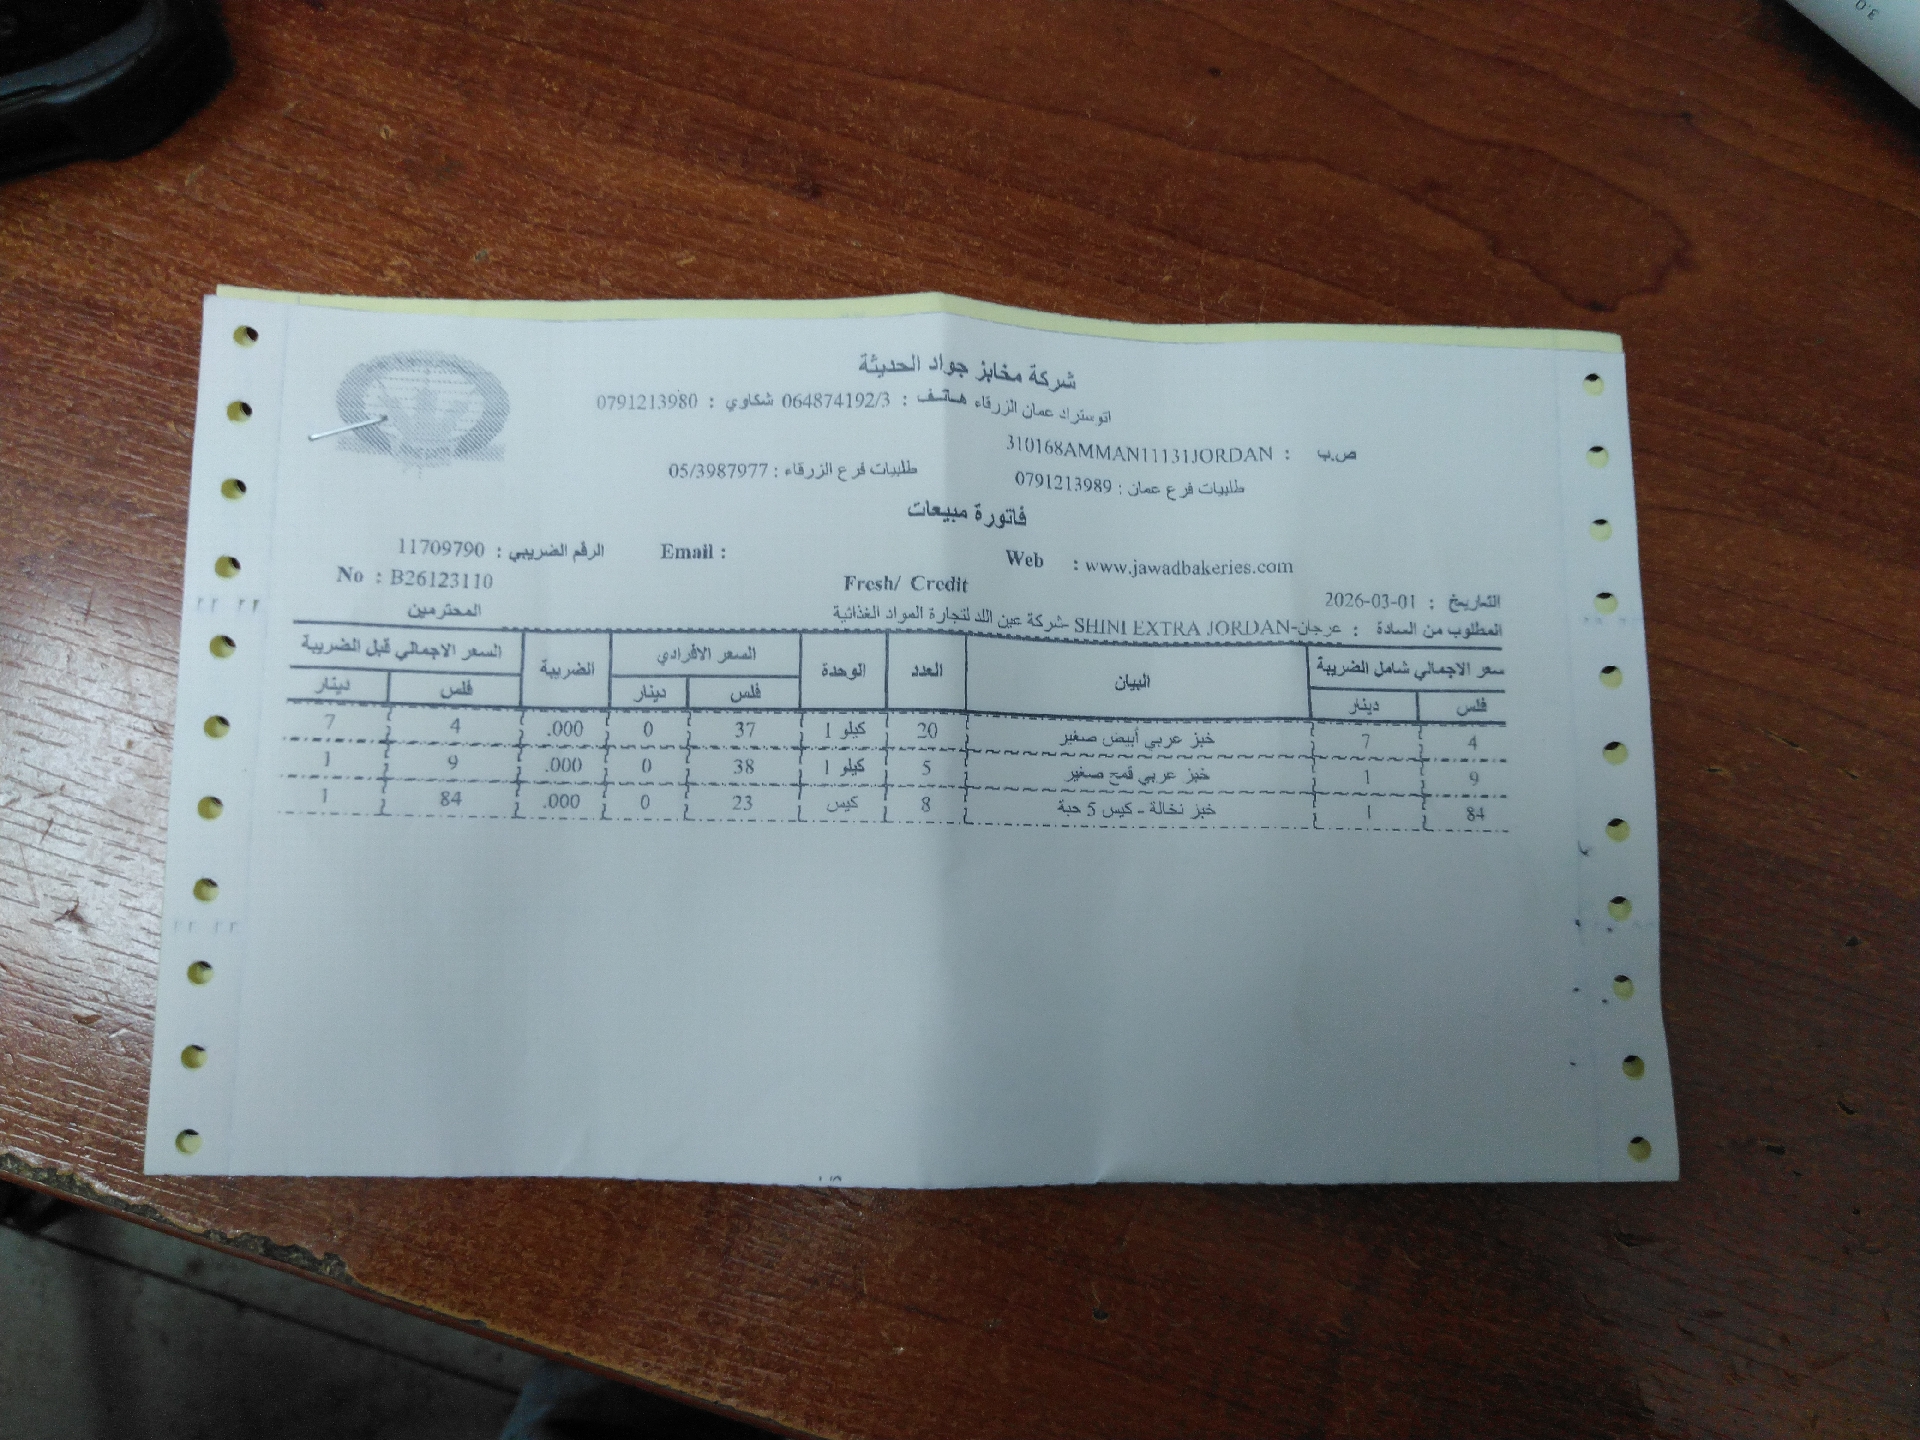 شركة مخابز جواد الحديثة
اتوستراد عمان الزرقاء هـاتـف : 064874192/3 شكاوي : 0791213980
ص.ب : 310168AMMAN11131JORDAN
طلبيات فرع عمان : 0791213989 طلبيات فرع الزرقاء : 05/3987977
فاتورة مبيعات
Web : www.jawadbakeries.com Email : الرقم الضريبي : 11709790
التاريخ : 2026-03-01 Fresh/ Credit No : B26123110
المطلوب من السادة : عرجان-SHINI EXTRA JORDAN -شركة عين اللد لتجارة المواد الغذائية المحترمين
سعر الاجمالي شامل الضريبة البيان العدد الوحدة السعر الافرادي الضريبة السعر الاجمالي قبل الضريبة
فلس دينار فلس دينار فلس دينار
4 7 خبز عربي أبيض صغير 20 كيلو 1 37 0 .000 4 7
9 1 خبز عربي قمح صغير 5 كيلو 1 38 0 .000 9 1
84 1 خبز نخالة - كيس 5 حبة 8 كيس 23 0 .000 84 1
3.0